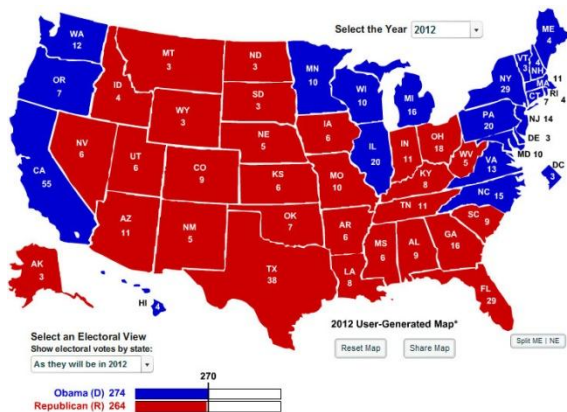 Select the Year 2012
WA
12
OR
7
CA
55
NV
6
ID
4
MT
3
WY
3
UT
6
AZ
11
CO
9
NM
5
ND
3
SD
3
NE
5
KS
6
OK
7
TX
38
MN
10
IA
6
MO
10
AR
6
LA
8
WI
10
IL
20
MI
16
IN
11
OH
18
KY
8
TN 11
MS
6
AL
9
GA
16
FL
29
SC
9
NC 15
VA
13
WV
5
PA
20
NY
29
VT
3
4
NH
ME
4
MA 11
RI 4
CT 7
NJ 14
DE 3
MD 10
DC
3
AK
3
HI
4
Select an Electoral View
Show electoral votes by state:
As they will be in 2012
2012 User-Generated Map*
Reset Map
Share Map
Split ME | NE
270
Obama (D) 274
Republican (R) 264